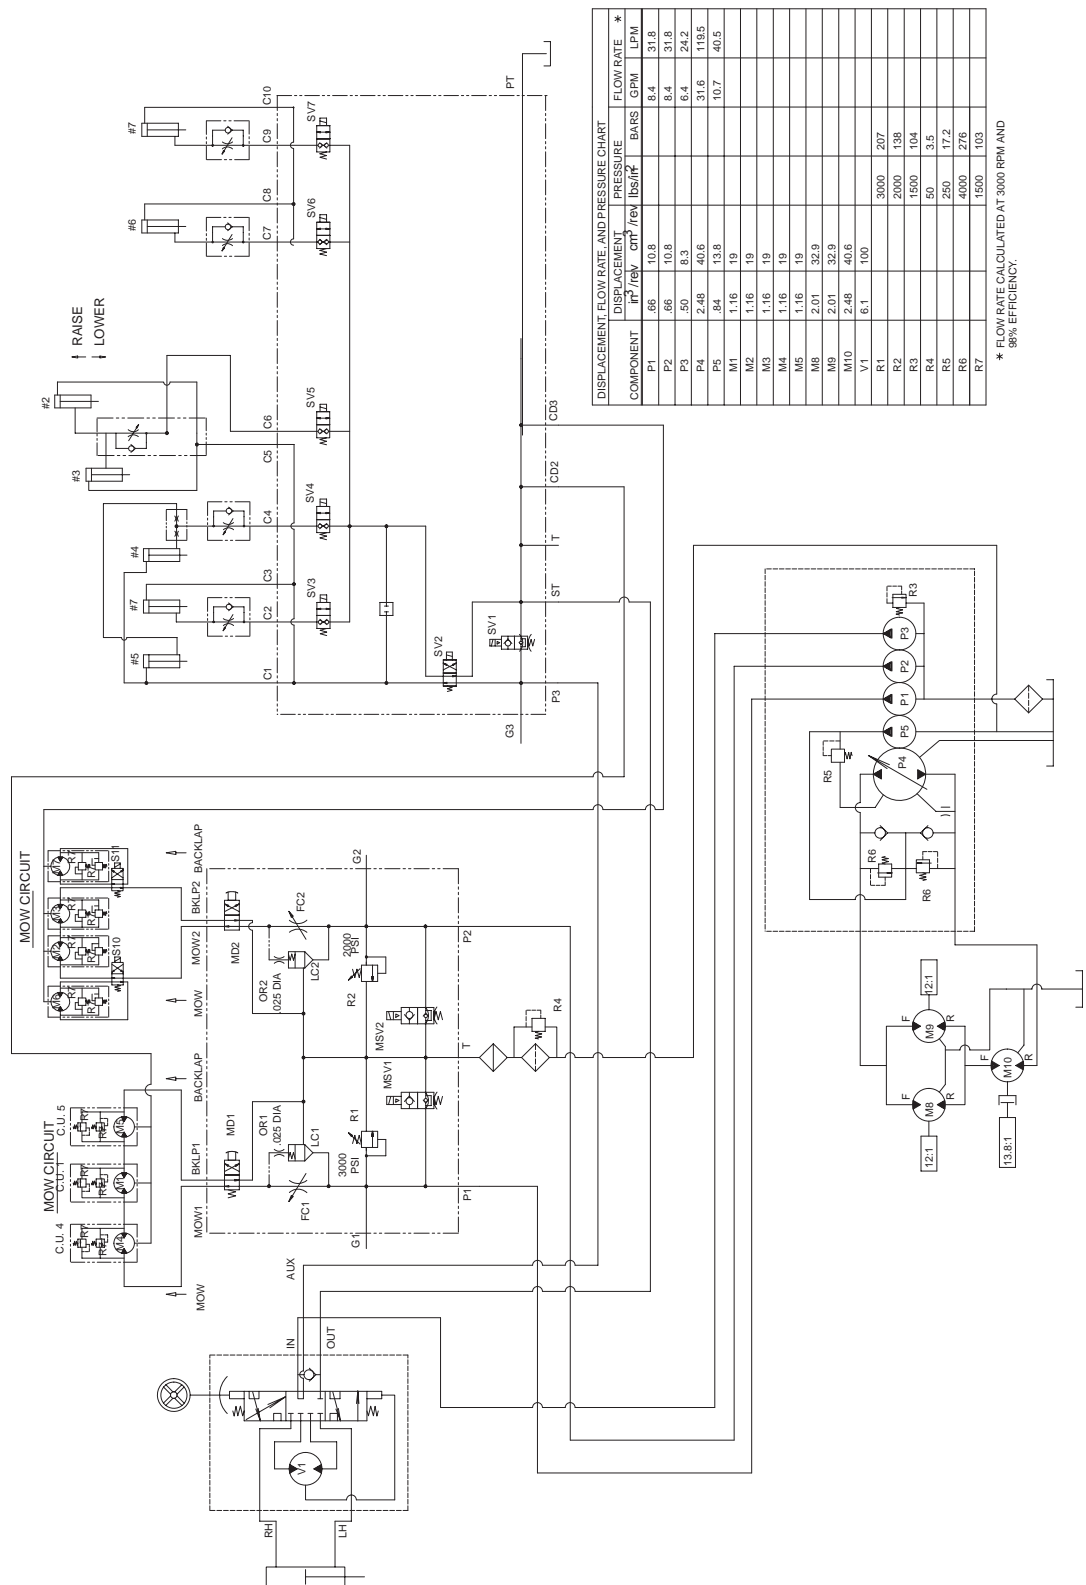 #7
C10
C9
SV7
PT
#6
C8
C7
SV6
RAISE
LOWER
#2
#3
C6
C5
SV5
CD3
CD2
#4
C4
SV4
C3
#7
C2
SV3
T
ST
#5
C1
SV2
SV1
P3
G3
DISPLACEMENT, FLOW RATE, AND PRESSURE CHART
COMPONENT DISPLACEMENT PRESSURE FLOW RATE *
in³/rev cm³/rev lbs/in² BARS GPM LPM
P1 .66 10.8 8.4 31.8
P2 .66 10.8 8.4 31.8
P3 .50 8.3 6.4 24.2
P4 2.48 40.6 31.6 119.5
P5 .84 13.8 10.7 40.5
M1 1.16 19
M2 1.16 19
M3 1.16 19
M4 1.16 19
M5 1.16 19
M8 2.01 32.9
M9 2.01 32.9
M10 2.48 40.6
V1 6.1 100
R1 3000 207
R2 2000 138
R3 1500 104
R4 50 3.5
R5 250 17.2
R6 4000 276
R7 1500 103
* FLOW RATE CALCULATED AT 3000 RPM AND
98% EFFICIENCY.
MOW CIRCUIT
S11
S10
R7
BACKLAP
BKLP2
MOW2
MOW
G2
MD2
FC2
LC2
OR2
.025 DIA
2000
PSI
R2
P2
MSV2
T
R4
MOW CIRCUIT
C.U. 5
C.U. 1
C.U. 4
M5
M1
M4
BACKLAP
BKLP1
MOW1
MOW
MD1
OR1
.025 DIA
LC1
FC1
MSV1
R1
3000
PSI
P1
G1
AUX
IN
OUT
V1
RH
LH
R3
P3
P2
P1
P5
P4
R5
R6
R6
12:1
M9
F
R
M8
F
R
12:1
M10
F
R
13.8:1